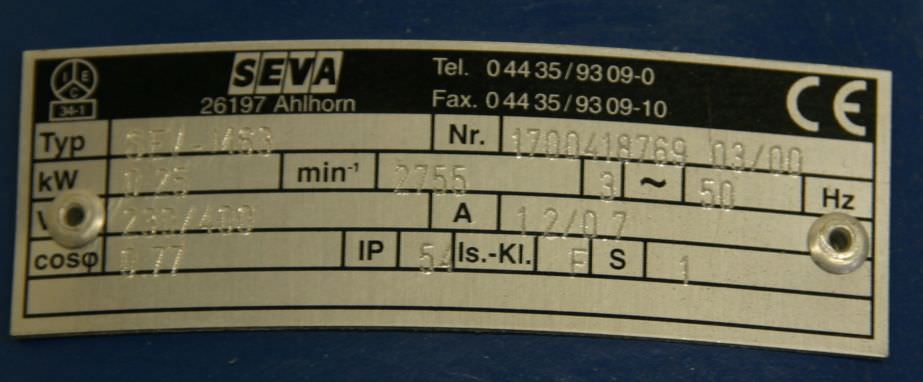 IEC 34-1 SEVA Tel. 0 44 35 / 93 09-0
26197 Ahlhorn Fax. 0 44 35 / 93 09-10 CE
Typ Nr. 1700418769 03/00
kW 0.25 min-1 2755 3 ~ 50 Hz
V 230/400 A 1.2/0.7
cosφ 0.77 IP 54 Is.-Kl. F S 1